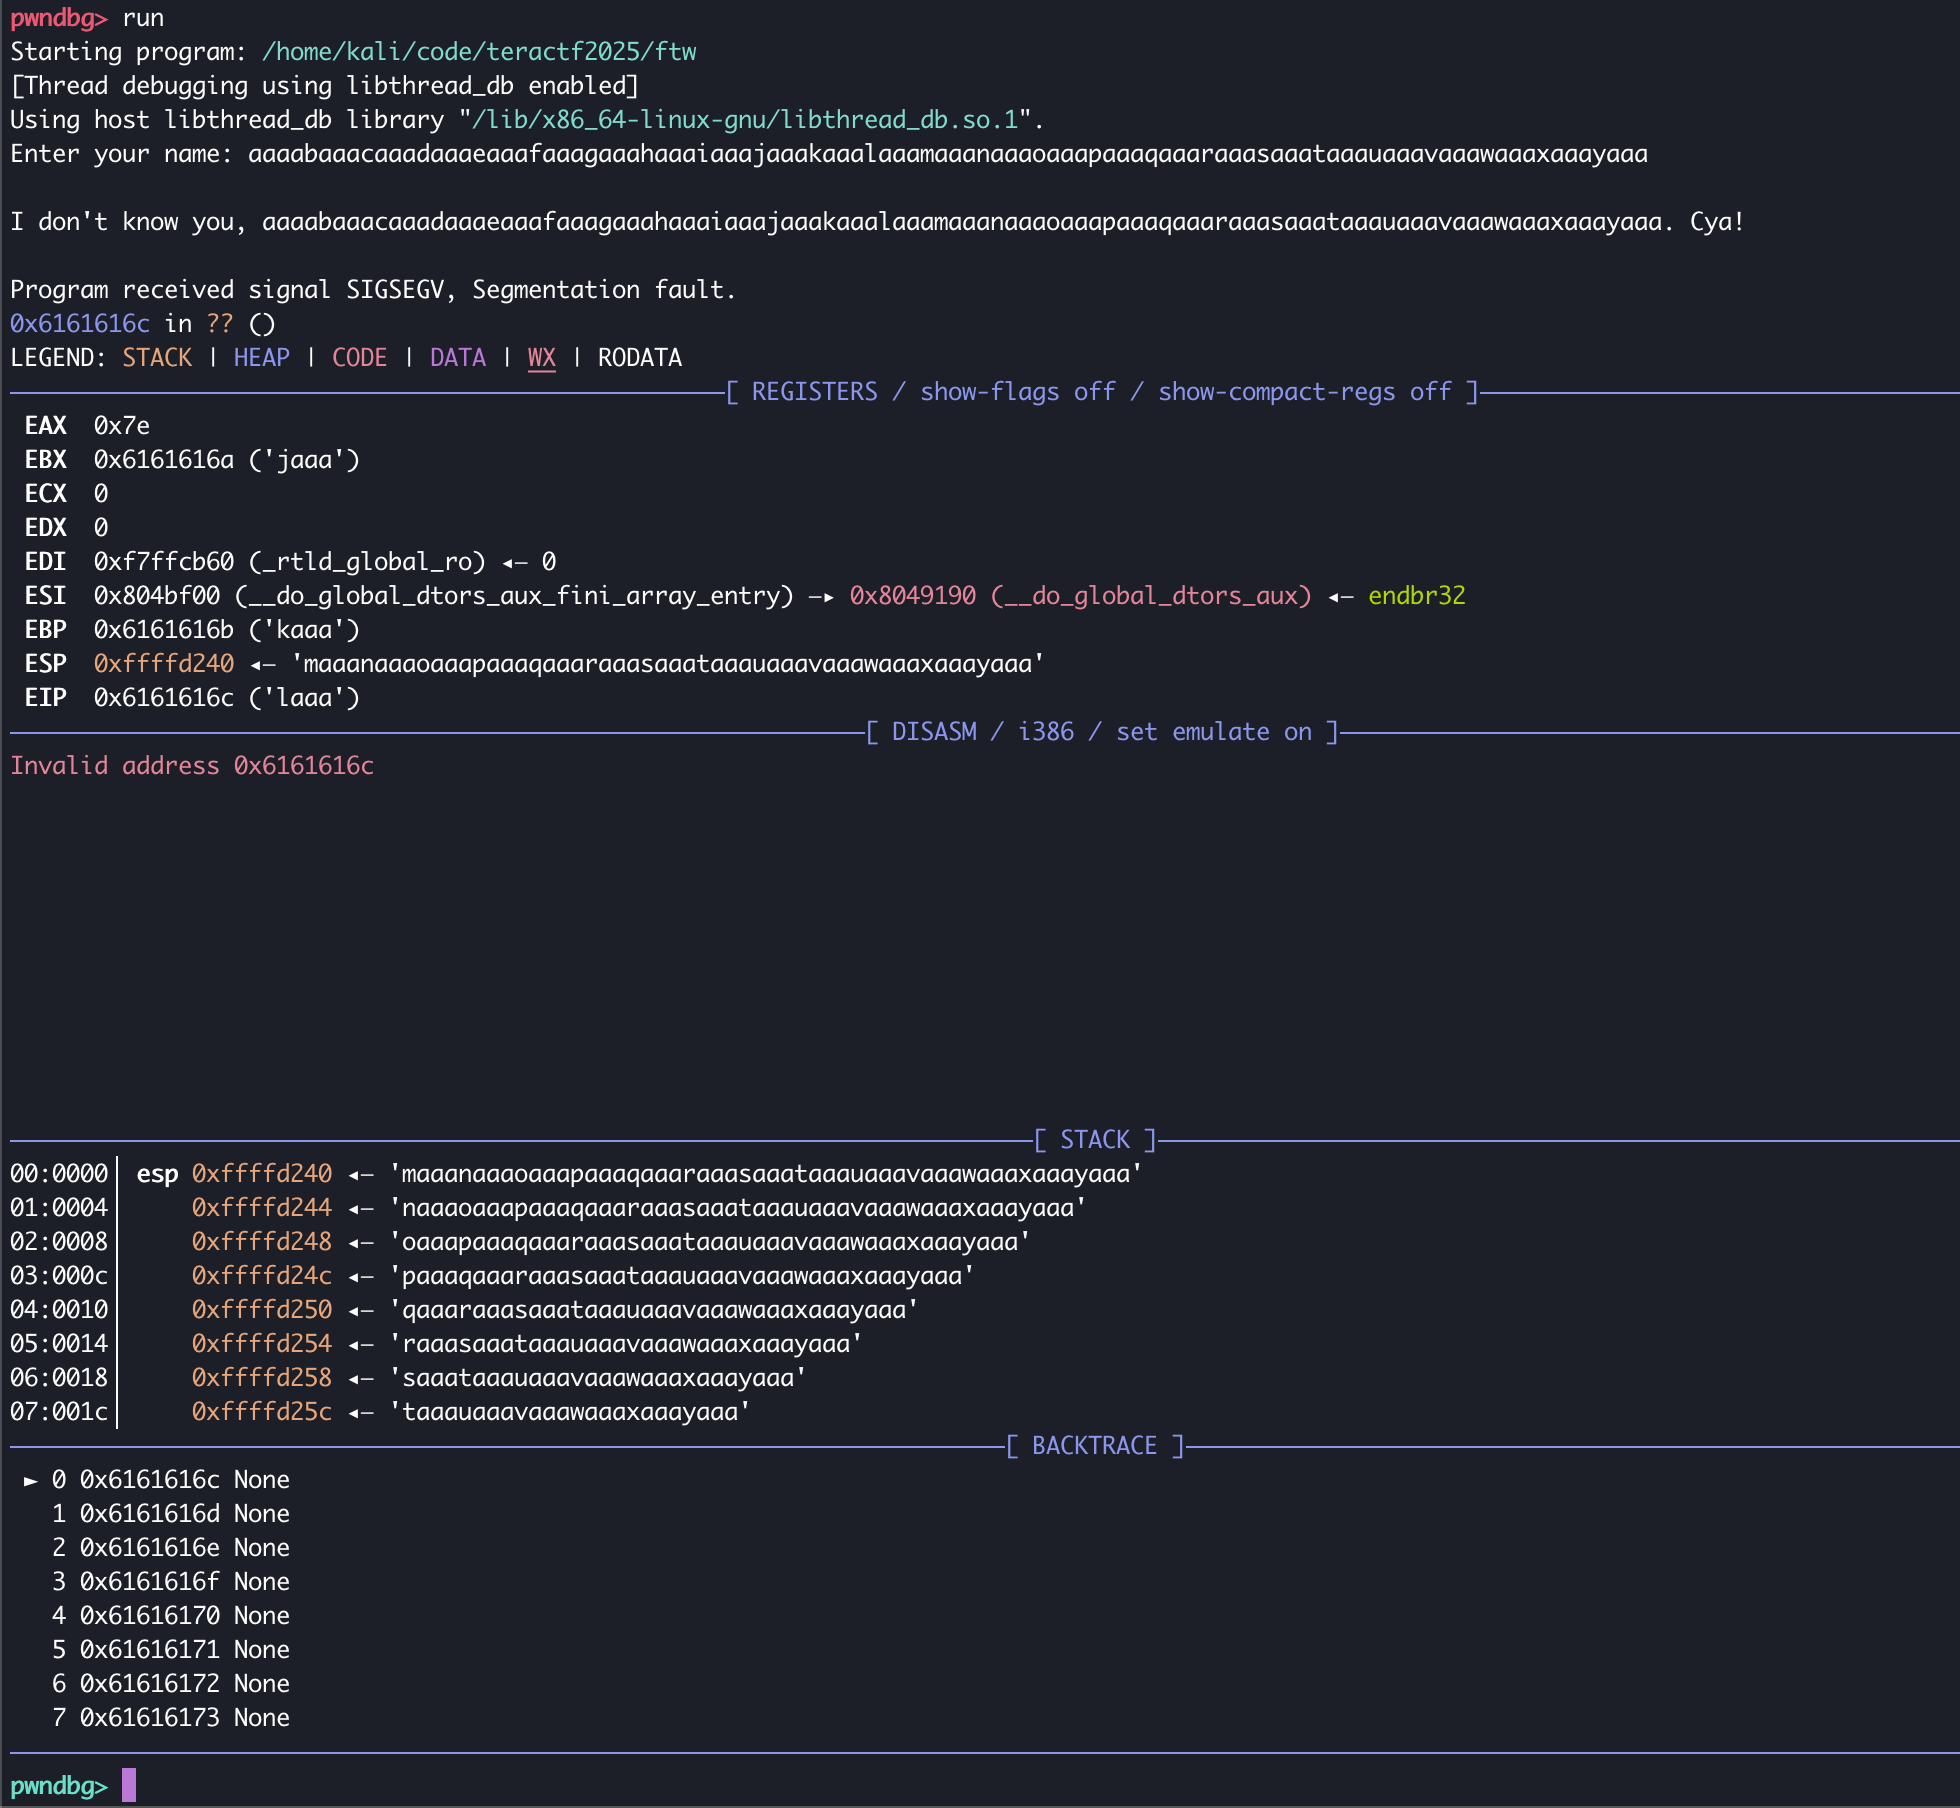 pwndbg> run
Starting program: /home/kali/code/teractf2025/ftw
[Thread debugging using libthread_db enabled]
Using host libthread_db library "/lib/x86_64-linux-gnu/libthread_db.so.1".
Enter your name: aaaabaaacaaadaaaeaaafaaagaaahaaaiaaajaaakaaalaaamaaanaaaoaaapaaaqaaaraaasaaataaauaaavaaawaaaxaaayaaa
I don't know you, aaaabaaacaaadaaaeaaafaaagaaahaaaiaaajaaakaaalaaamaaanaaaoaaapaaaqaaaraaasaaataaauaaavaaawaaaxaaayaaa. Cya!
Program received signal SIGSEGV, Segmentation fault.
0x6161616c in ?? ()
LEGEND: STACK | HEAP | CODE | DATA | WX | RODATA
[ REGISTERS / show-flags off / show-compact-regs off ]
EAX  0x7e
EBX  0x6161616a ('jaaa')
ECX  0
EDX  0
EDI  0xf7ffcb60 (_rtld_global_ro) ◂— 0
ESI  0x804bf00 (__do_global_dtors_aux_fini_array_entry) —▸ 0x8049190 (__do_global_dtors_aux) ◂— endbr32
EBP  0x6161616b ('kaaa')
ESP  0xffffd240 ◂— 'maaanaaaoaaapaaaqaaaraaasaaataaauaaavaaawaaaxaaayaaa'
EIP  0x6161616c ('laaa')
[ DISASM / i386 / set emulate on ]
Invalid address 0x6161616c
[ STACK ]
00:0000│ esp 0xffffd240 ◂— 'maaanaaaoaaapaaaqaaaraaasaaataaauaaavaaawaaaxaaayaaa'
01:0004│     0xffffd244 ◂— 'naaaoaaapaaaqaaaraaasaaataaauaaavaaawaaaxaaayaaa'
02:0008│     0xffffd248 ◂— 'oaaapaaaqaaaraaasaaataaauaaavaaawaaaxaaayaaa'
03:000c│     0xffffd24c ◂— 'paaaqaaaraaasaaataaauaaavaaawaaaxaaayaaa'
04:0010│     0xffffd250 ◂— 'qaaaraaasaaataaauaaavaaawaaaxaaayaaa'
05:0014│     0xffffd254 ◂— 'raaasaaataaauaaavaaawaaaxaaayaaa'
06:0018│     0xffffd258 ◂— 'saaataaauaaavaaawaaaxaaayaaa'
07:001c│     0xffffd25c ◂— 'taaauaaavaaawaaaxaaayaaa'
[ BACKTRACE ]
► 0 0x6161616c None
1 0x6161616d None
2 0x6161616e None
3 0x6161616f None
4 0x61616170 None
5 0x61616171 None
6 0x61616172 None
7 0x61616173 None
pwndbg>